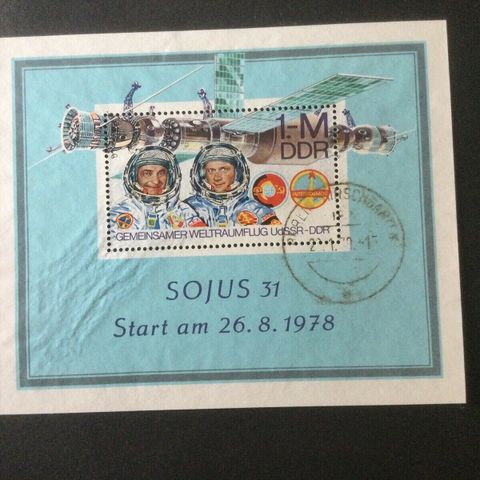 1.-M
DDR
GEMEINSAMER WELTRAUMFLUG UdSSR-DDR
SOJUS 31
Start am 26.8.1978